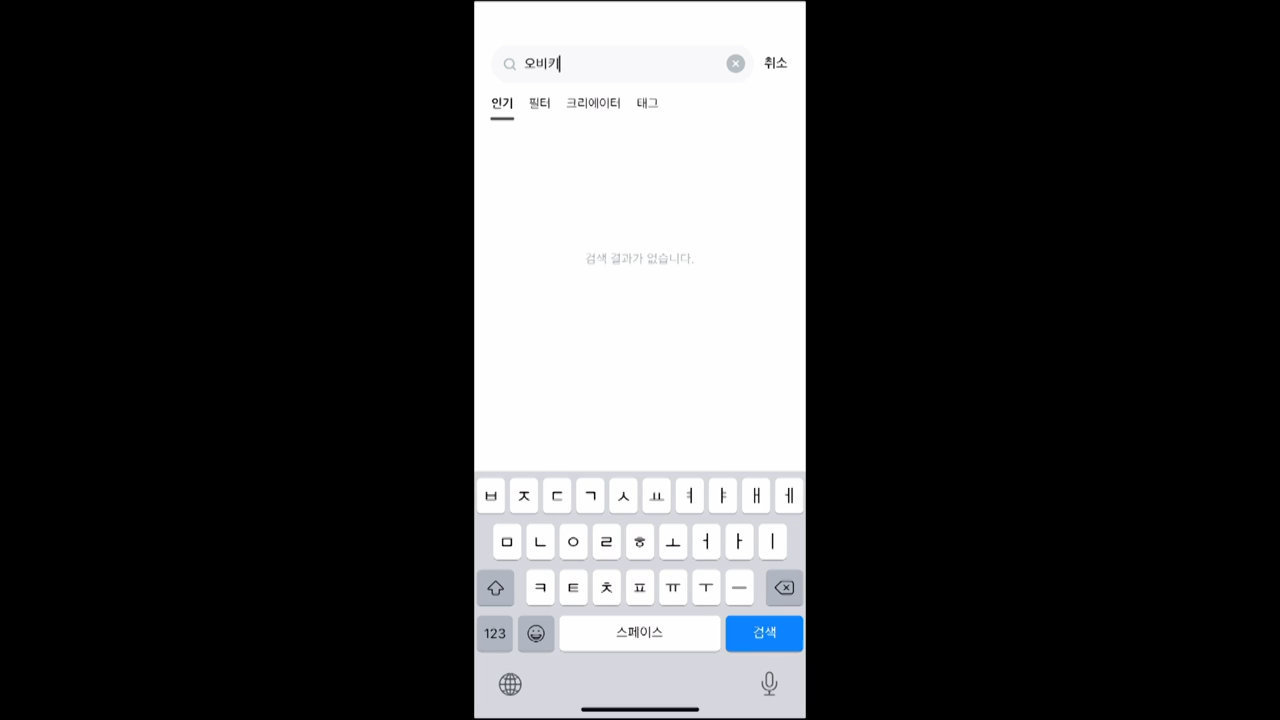 오비키
취소
인기 필터 크리에이터 태그
검색 결과가 없습니다.
ㅂ ㅈ ㄷ ㄱ ㅅ ㅛ ㅕ ㅑ ㅐ ㅔ
ㅁ ㄴ ㅇ ㄹ ㅎ ㅗ ㅓ ㅏ ㅣ
ㅋ ㅌ ㅊ ㅍ ㅠ ㅜ ㅡ
123 스페이스 검색